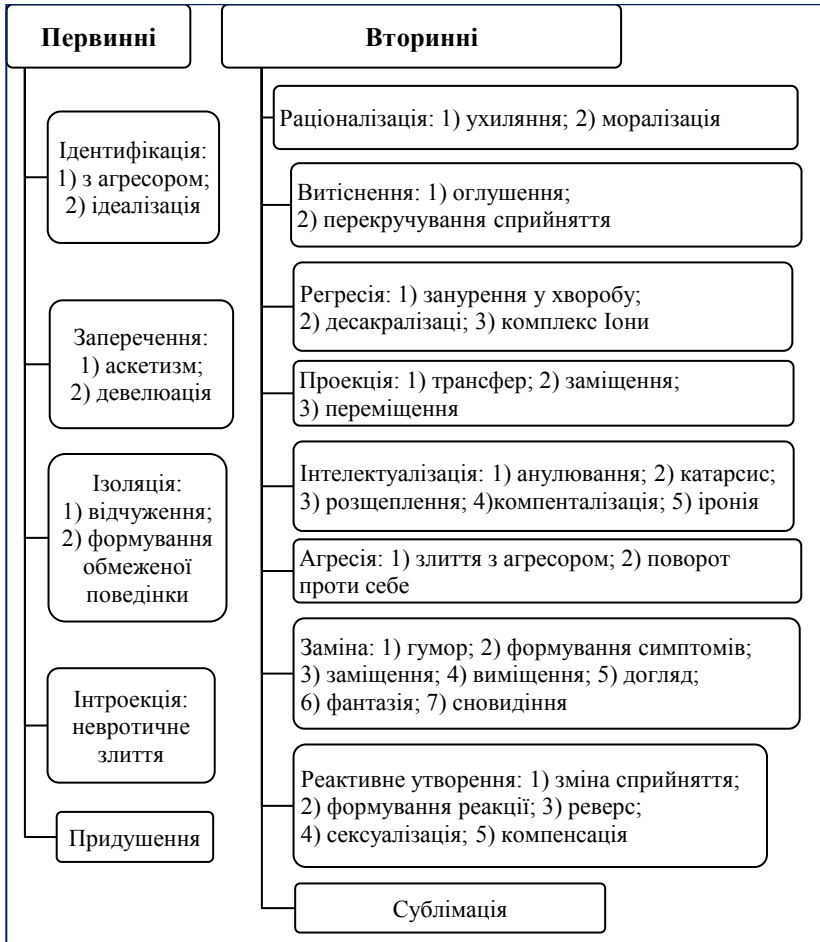 Первинні
Ідентифікація:
1) з агресором;
2) ідеалізація
Заперечення:
1) аскетизм;
2) девелюація
Ізоляція:
1) відчуження;
2) формування
обмеженої
поведінки
Інтроекція:
невротичне
злиття
Придушення
Вторинні
Раціоналізація: 1) ухиляння; 2) моралізація
Витіснення: 1) оглушення;
2) перекручування сприйняття
Регресія: 1) занурення у хворобу;
2) десакралізаці; 3) комплекс Іони
Проекція: 1) трансфер; 2) заміщення;
3) переміщення
Інтелектуалізація: 1) анулювання; 2) катарсис;
3) розщеплення; 4)компенталізація; 5) іронія
Агресія: 1) злиття з агресором; 2) поворот
проти себе
Заміна: 1) гумор; 2) формування симптомів;
3) заміщення; 4) виміщення; 5) догляд;
6) фантазія; 7) сновидіння
Реактивне утворення: 1) зміна сприйняття;
2) формування реакції; 3) реверс;
4) сексуалізація; 5) компенсація
Сублімація